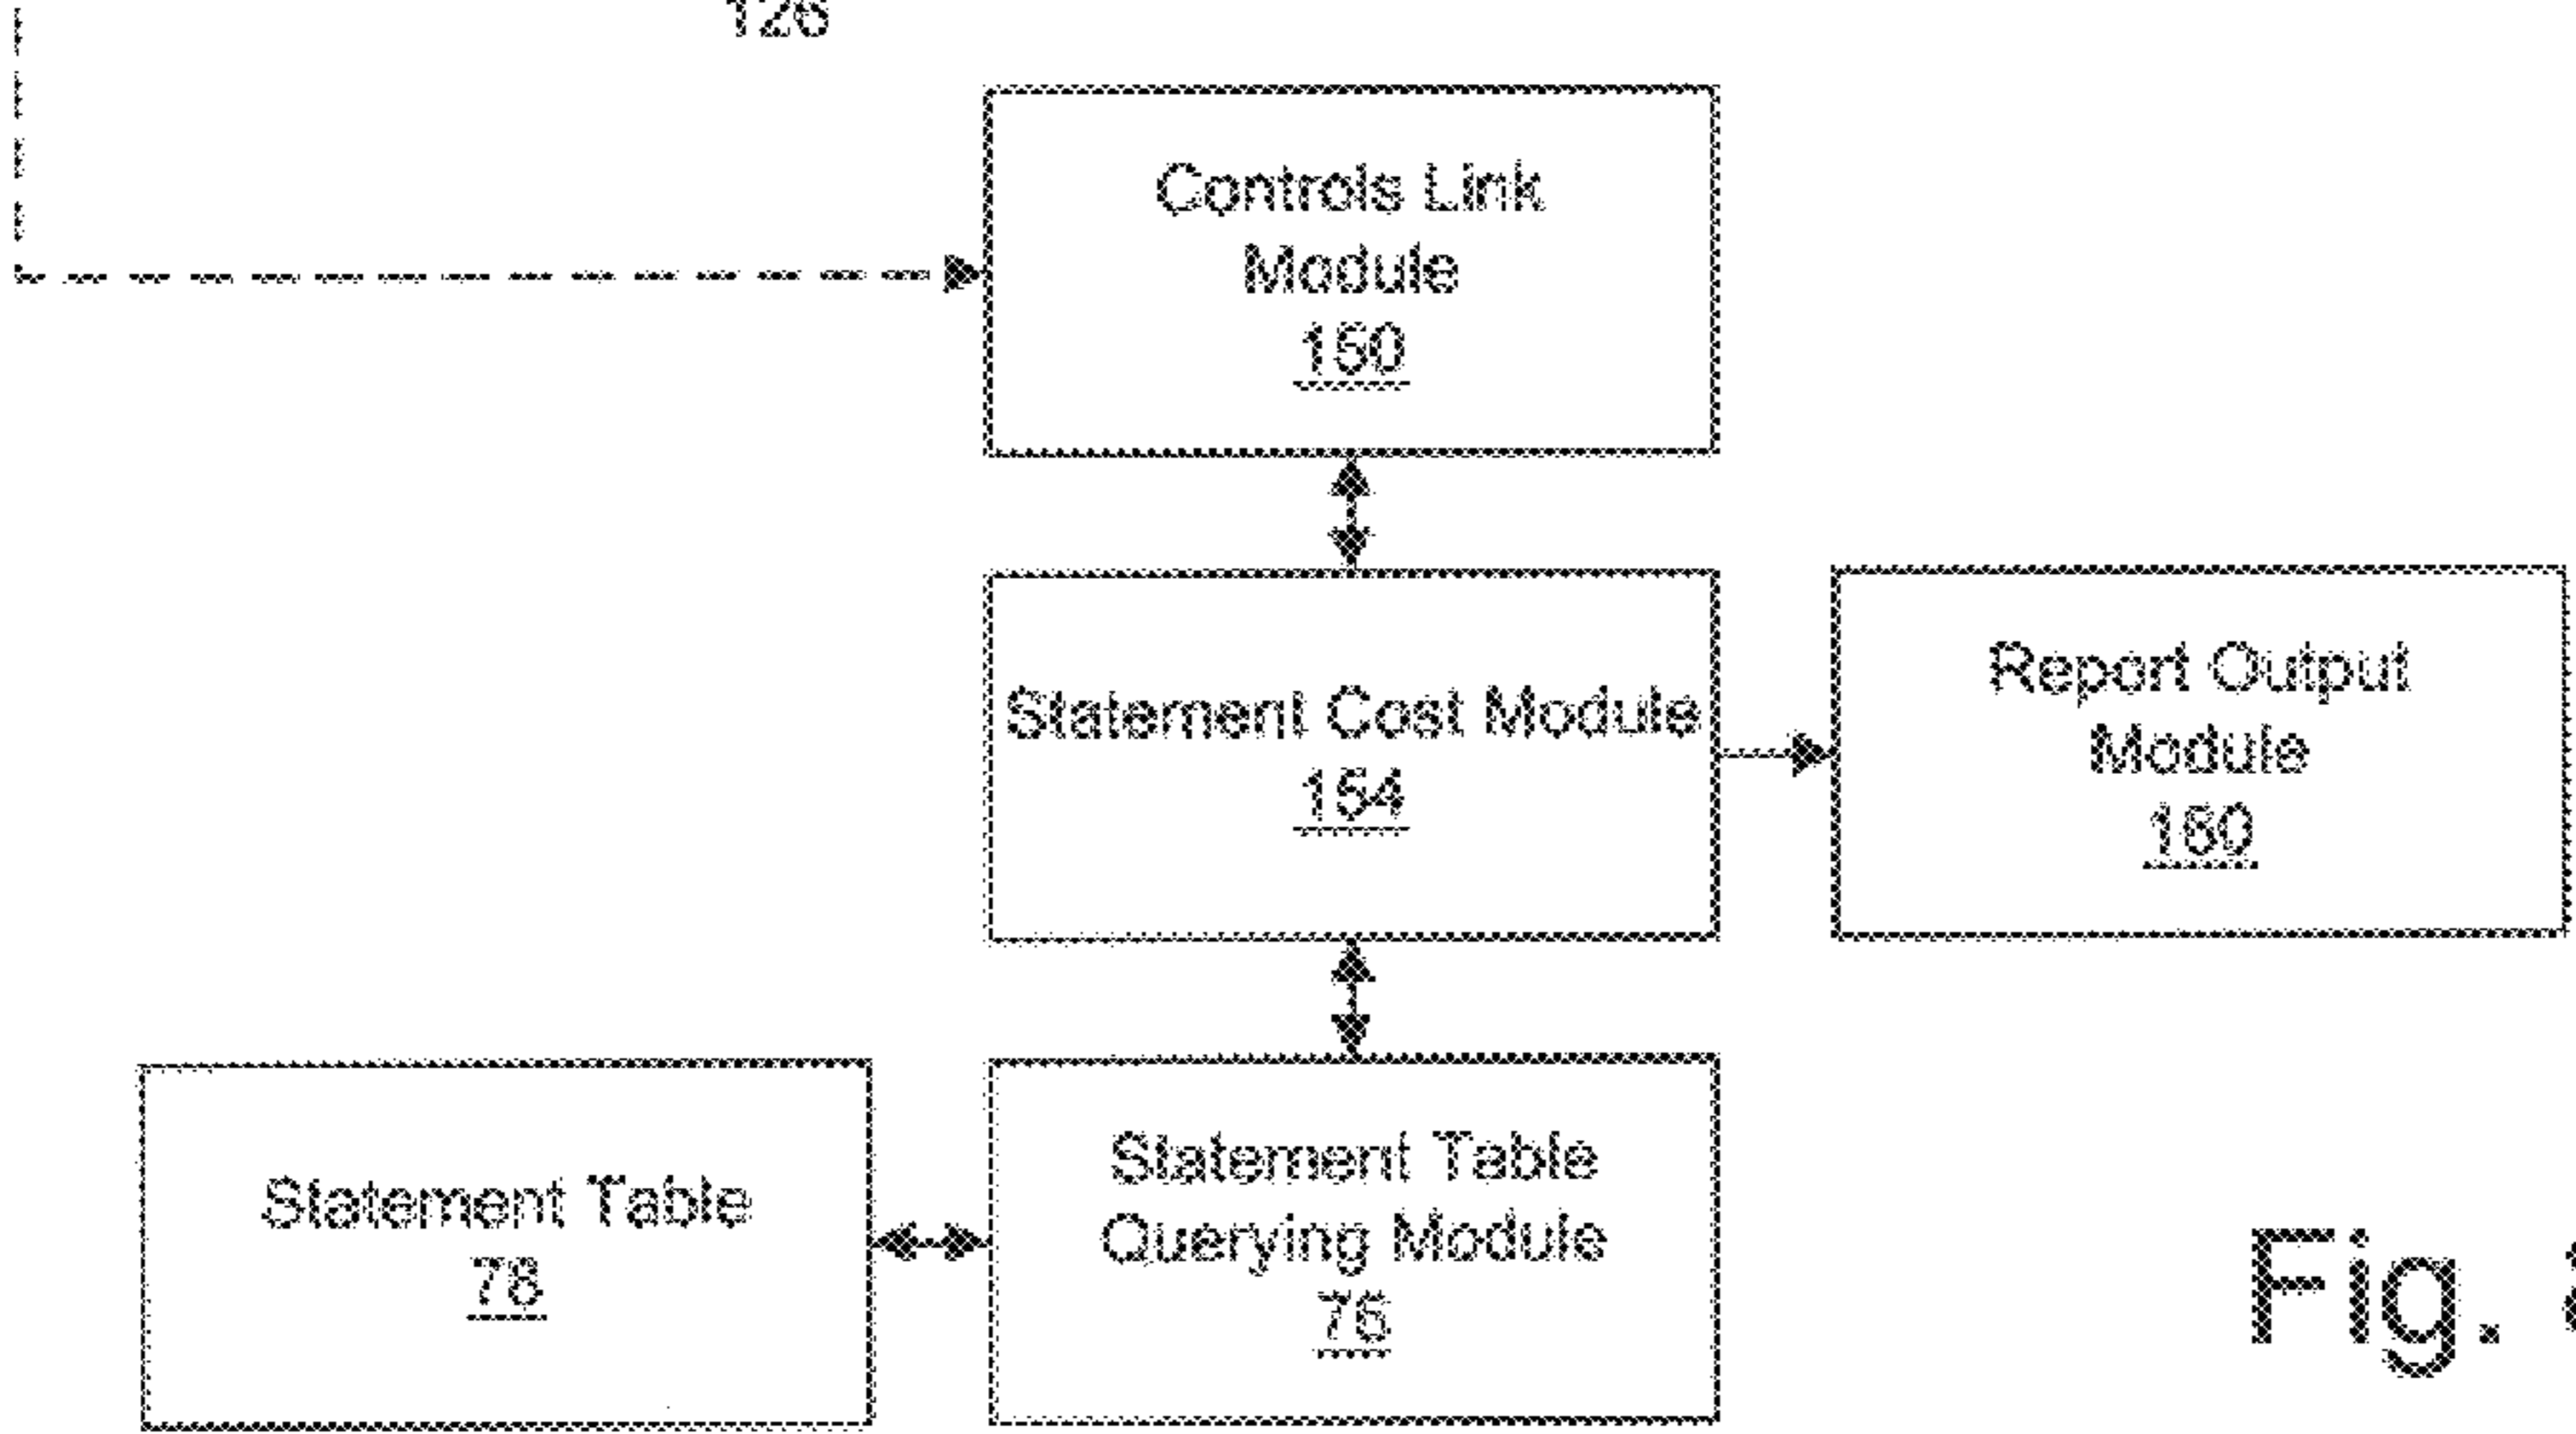 126
Controls Link
Module
150
Statement Cost Module
154
Report Output
Module
160
Statement Table
78
Statement Table
Querying Module
76
Fig.